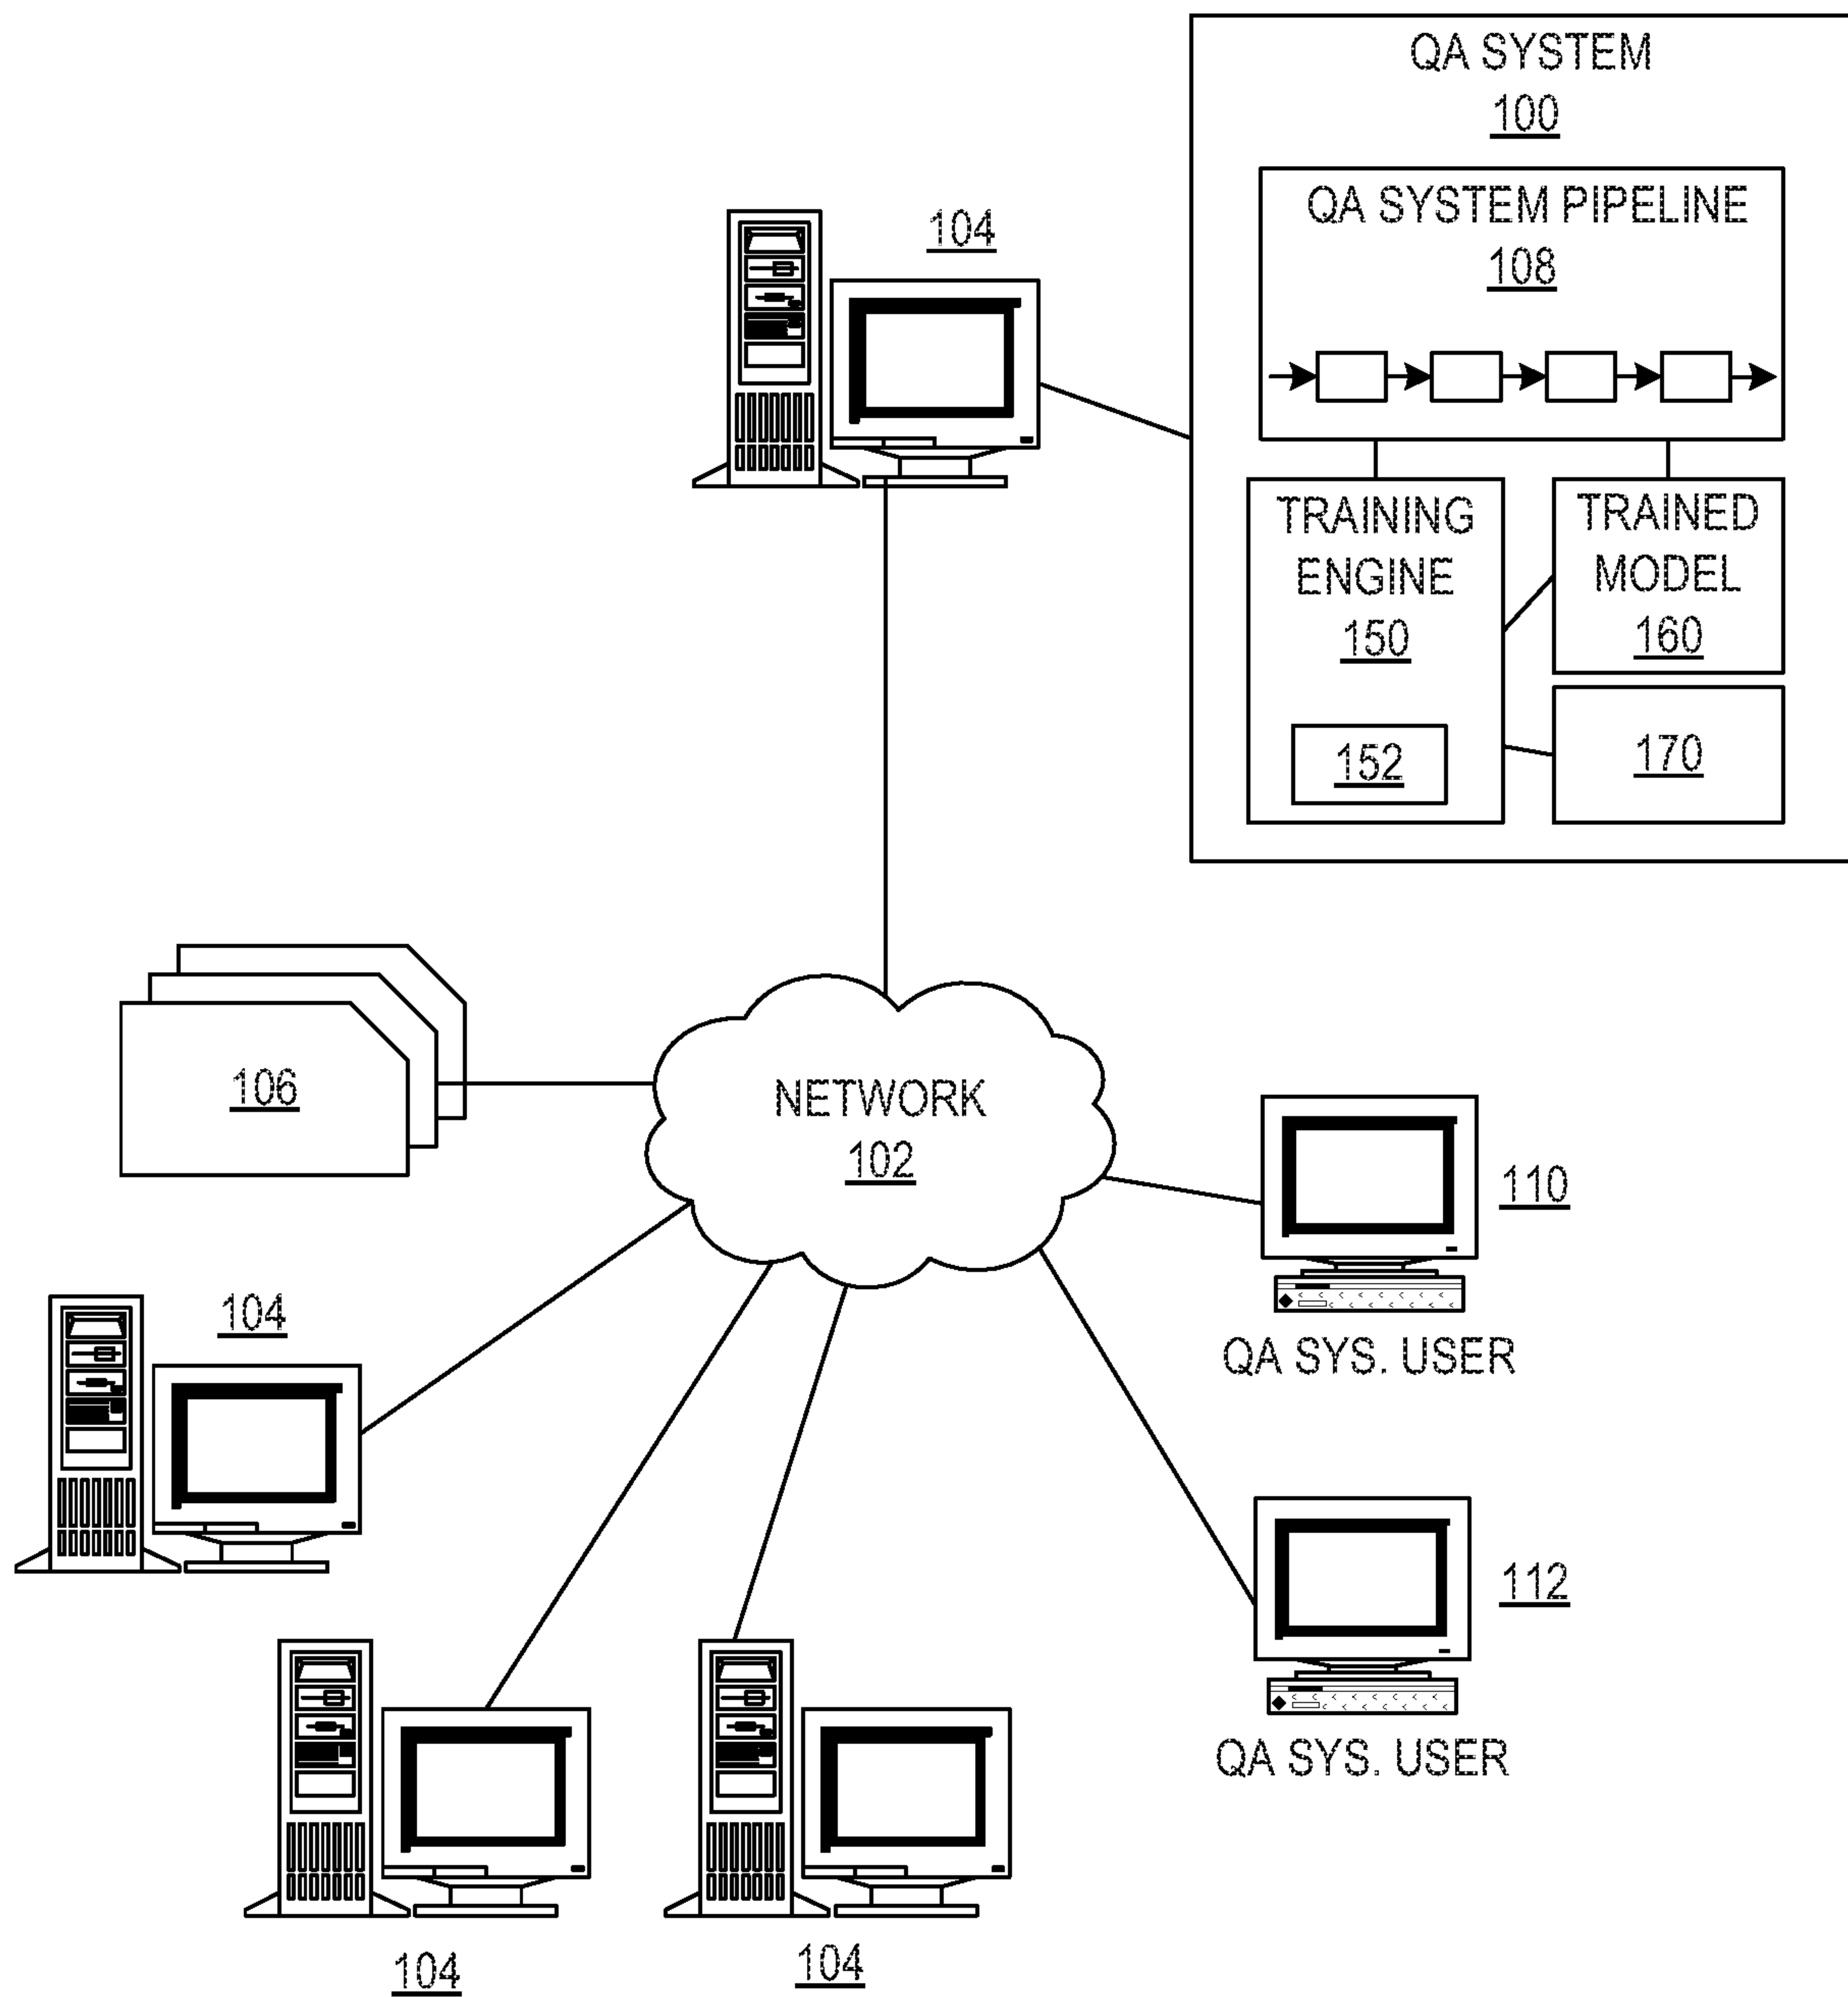 QA SYSTEM
100
QA SYSTEM PIPELINE
108
104
TRAINING
ENGINE
150
152
TRAINED
MODEL
160
170
106
NETWORK
102
110
QA SYS. USER
104
112
QA SYS. USER
104
104